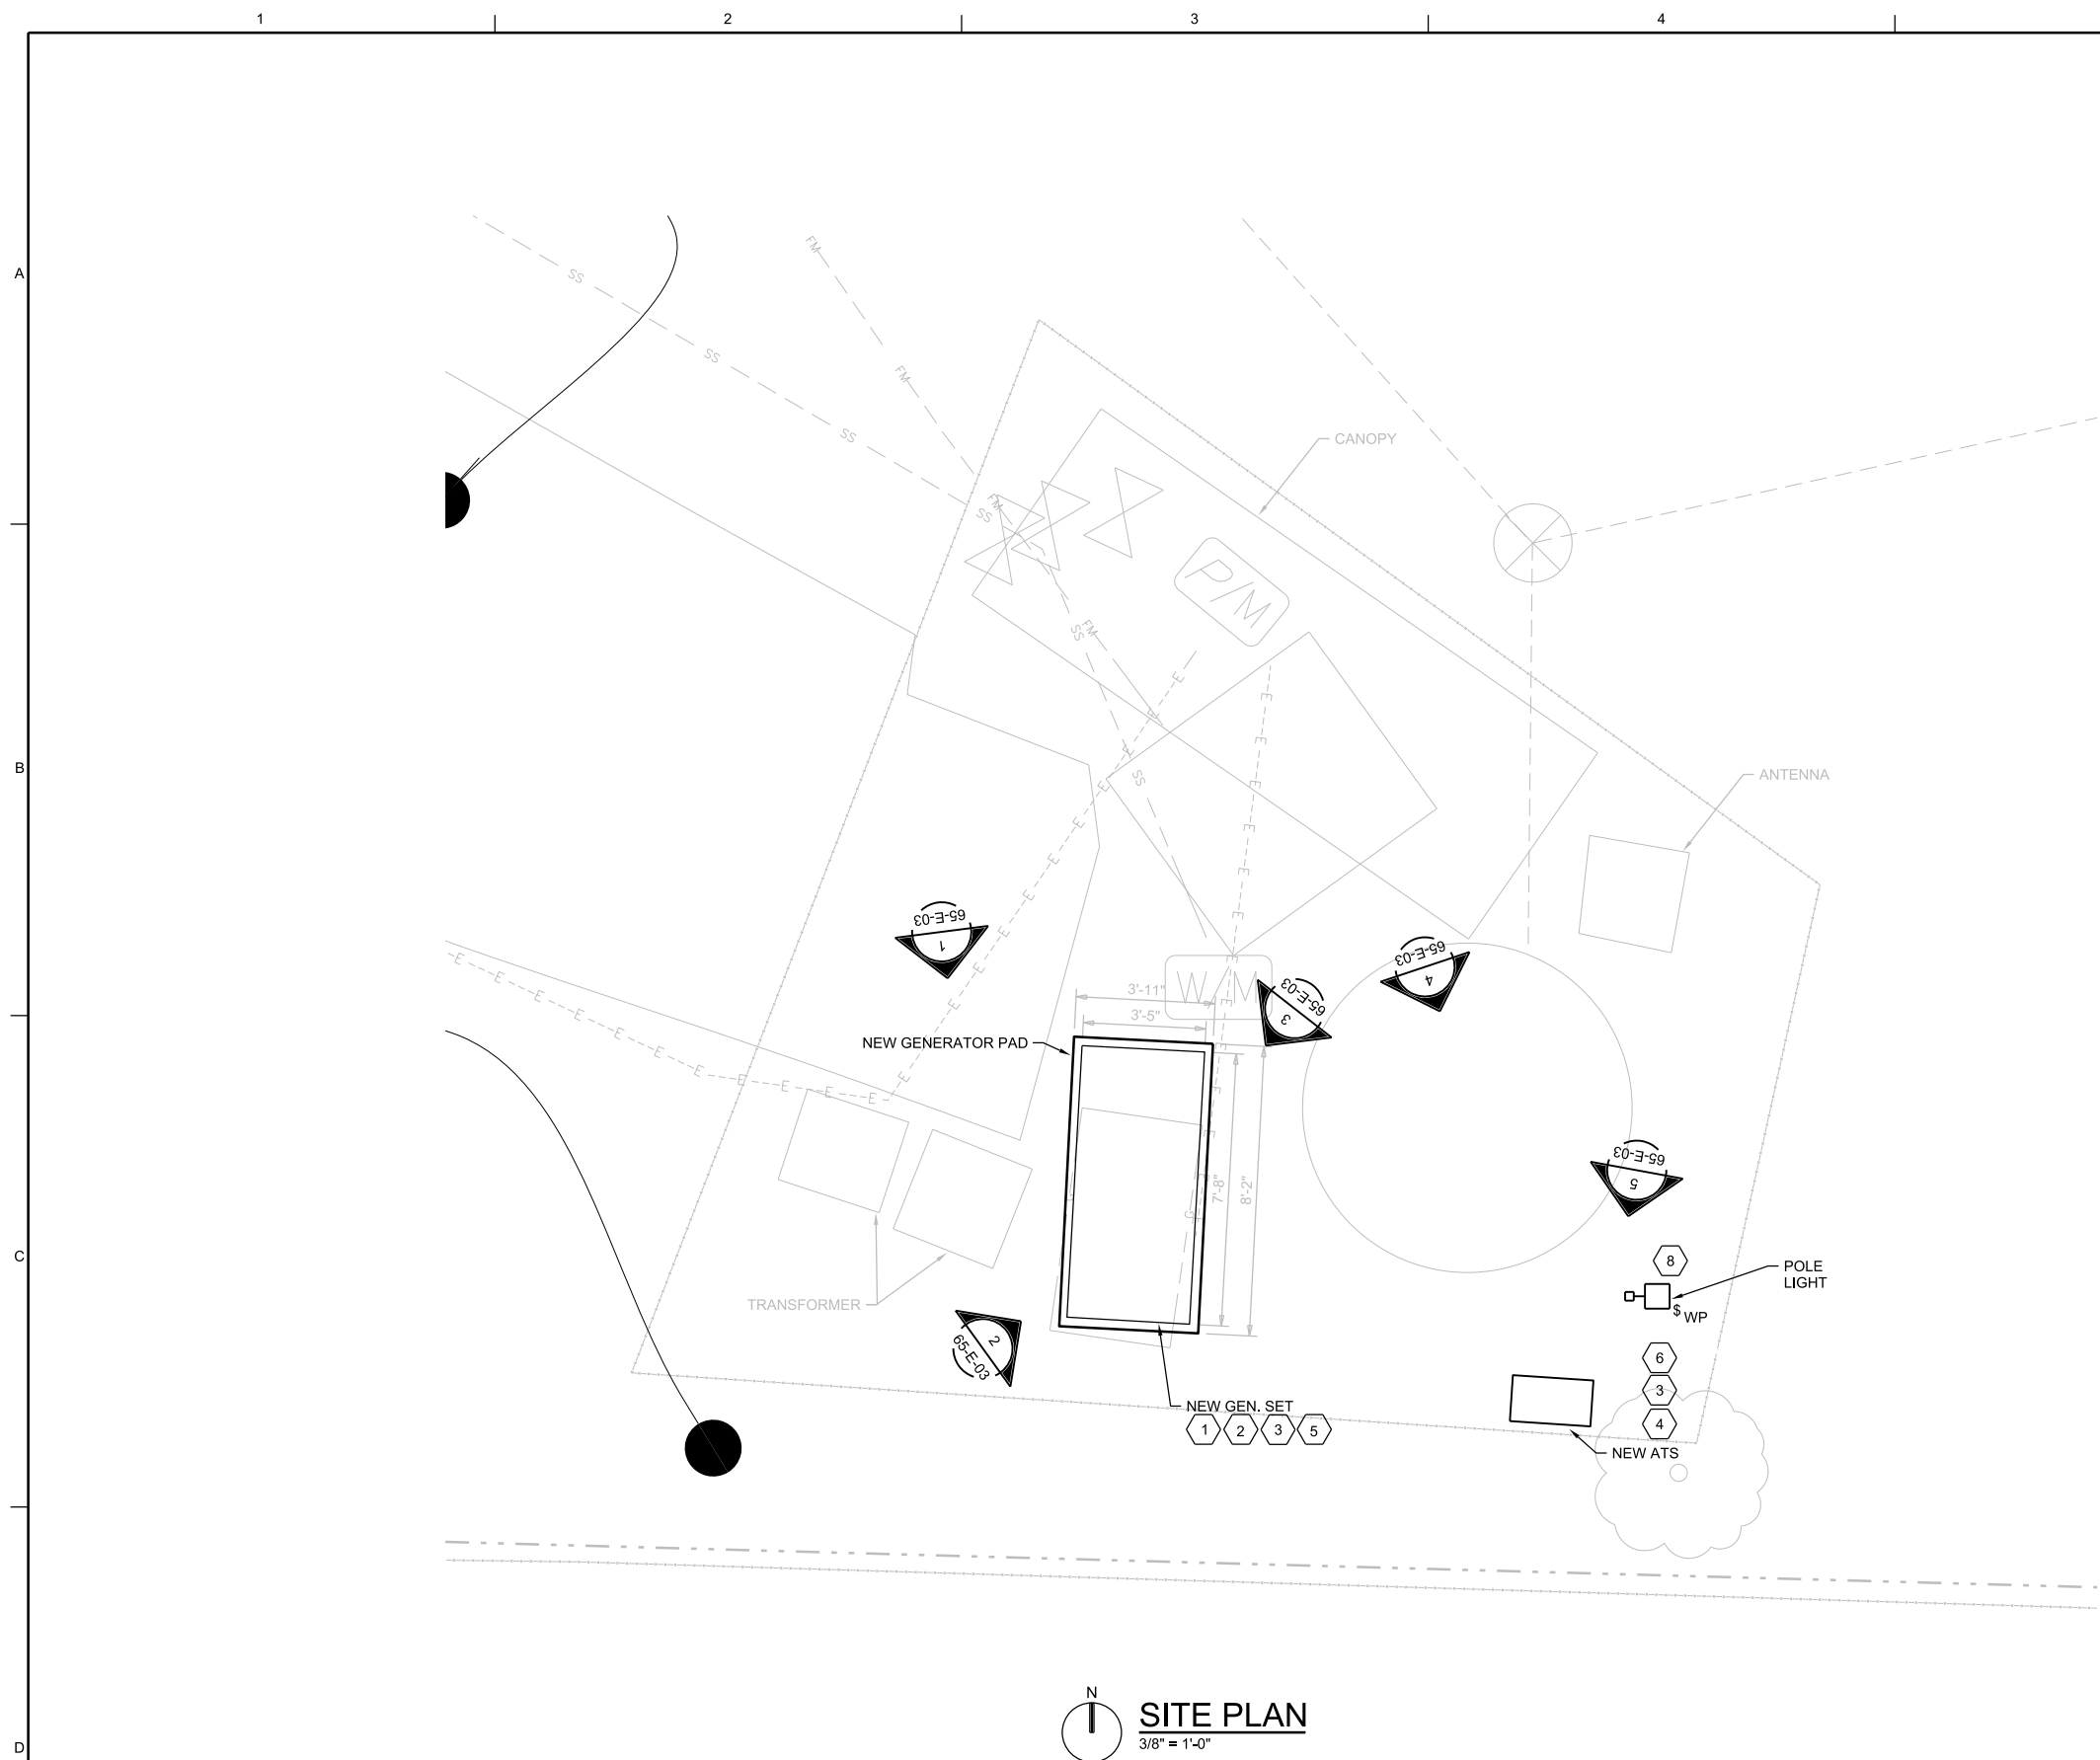 1
2
3
4
A
FM
SS
FM
SS
SS
CANOPY
FM
SS
P/M
SS
FM
E
E
E
E
E
E
SS
B
ANTENNA
E
E
E
E
E
E
E
E
E
E
65-E-03
1
65-E-03
4
E
E
E
E
E
E
E
E
E
E
E
W/W
3'-11"
65-E-03
3
3'-5"
NEW GENERATOR PAD
E
E
7'-8"
8'-2"
G
65-E-03
5
C
8
POLE
LIGHT
TRANSFORMER
$ WP
2
65-E-03
6
3
4
NEW GEN. SET
1
2
3
5
NEW ATS
N
SITE PLAN
3/8" = 1'-0"
D